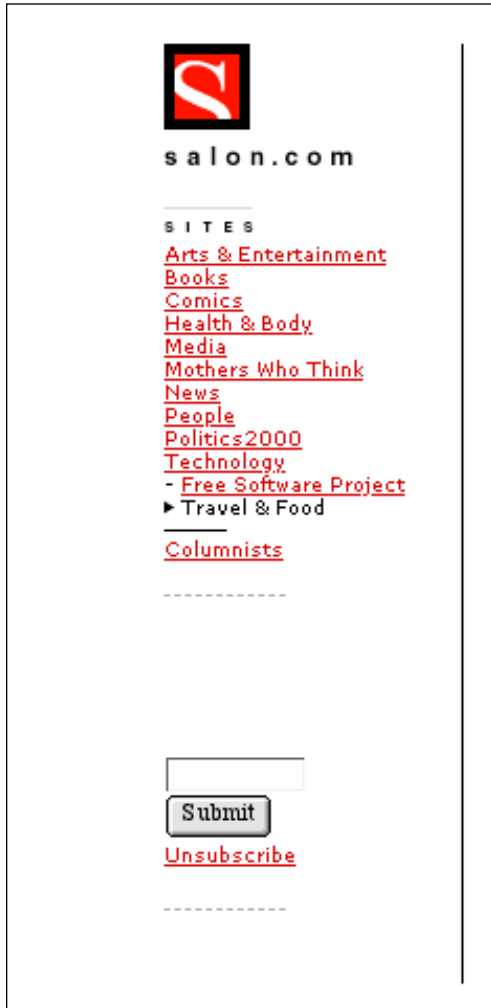 S
salon.com
SITES
Arts & Entertainment
Books
Comics
Health & Body
Media
Mothers Who Think
News
People
Politics2000
Technology
- Free Software Project
▶ Travel & Food
Columnists
Submit
Unsubscribe